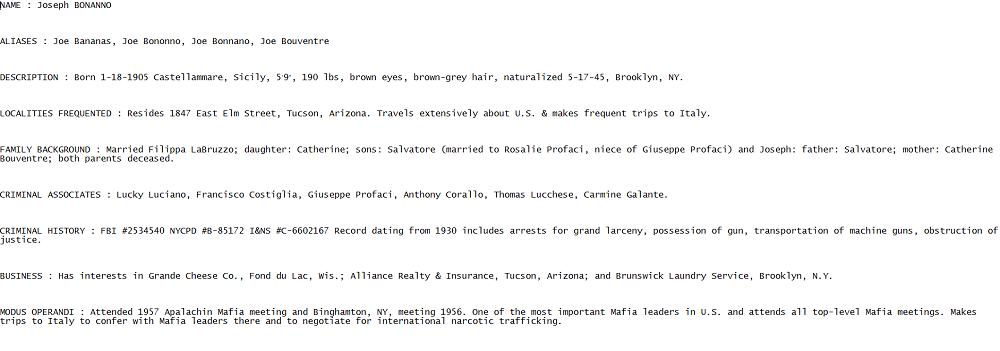 NAME : Joseph BONANNO
ALIASES : Joe Bananas, Joe Bononno, Joe Bonnano, Joe Bouventre
DESCRIPTION : Born 1-18-1905 Castellammare, Sicily, 5'9", 190 lbs, brown eyes, brown-grey hair, naturalized 5-17-45, Brooklyn, NY.
LOCALITIES FREQUENTED : Resides 1847 East Elm Street, Tucson, Arizona. Travels extensively about U.S. & makes frequent trips to Italy.
FAMILY BACKGROUND : Married Filippa LaBruzzo; daughter: Catherine; sons: Salvatore (married to Rosalie Profaci, niece of Giuseppe Profaci) and Joseph: father: Salvatore; mother: Catherine
Bouventre; both parents deceased.
CRIMINAL ASSOCIATES : Lucky Luciano, Francisco Costiglia, Giuseppe Profaci, Anthony Corallo, Thomas Lucchese, Carmine Galante.
CRIMINAL HISTORY : FBI #2534540 NYCPD #B-85172 I&NS #C-6602167 Record dating from 1930 includes arrests for grand larceny, possession of gun, transportation of machine guns, obstruction of
justice.
BUSINESS : Has interests in Grande Cheese Co., Fond du Lac, Wis.; Alliance Realty & Insurance, Tucson, Arizona; and Brunswick Laundry Service, Brooklyn, N.Y.
MODUS OPERANDI : Attended 1957 Apalachin Mafia meeting and Binghamton, NY, meeting 1956. One of the most important Mafia leaders in U.S. and attends all top-level Mafia meetings. Makes
trips to Italy to confer with Mafia leaders there and to negotiate for international narcotic trafficking.